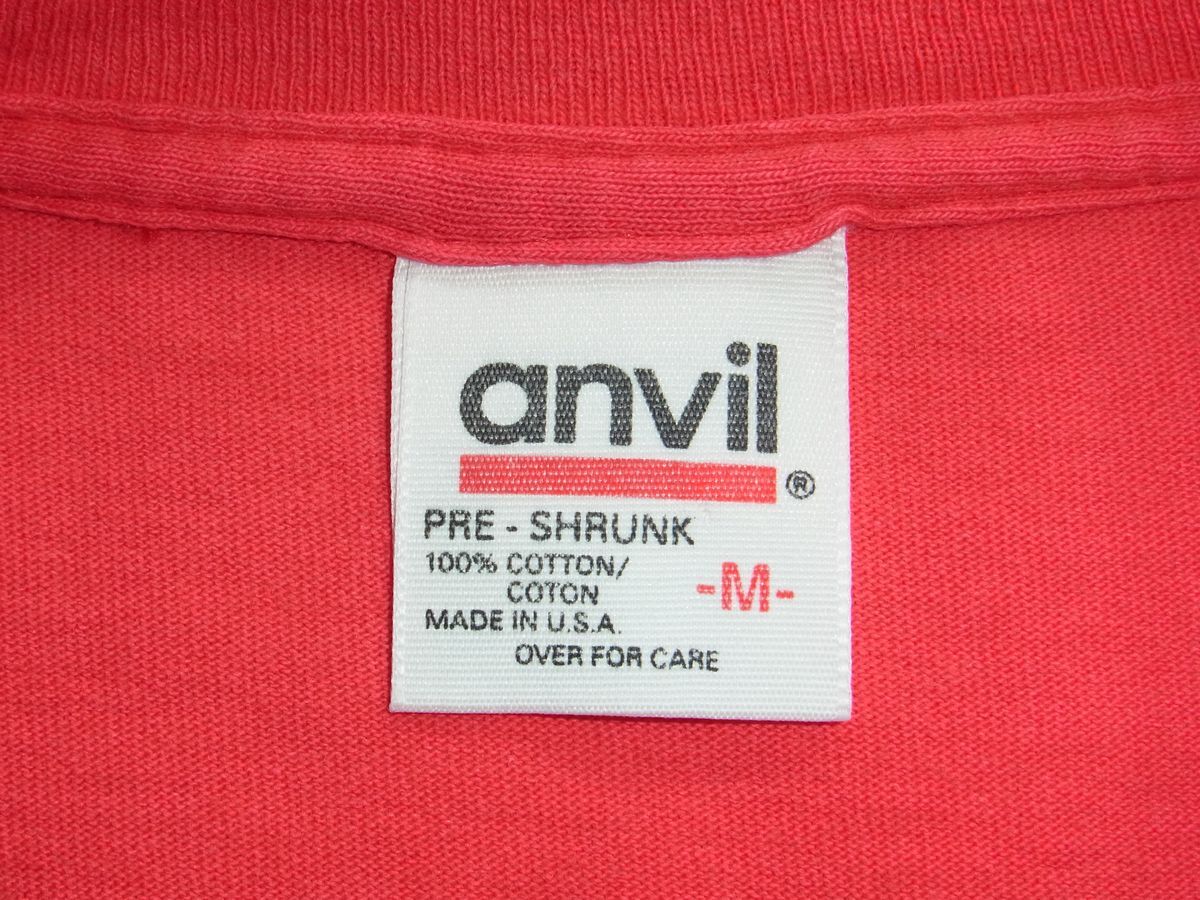 anvil®
PRE - SHRUNK
100% COTTON/
COTON
-M-
MADE IN U.S.A.
OVER FOR CARE